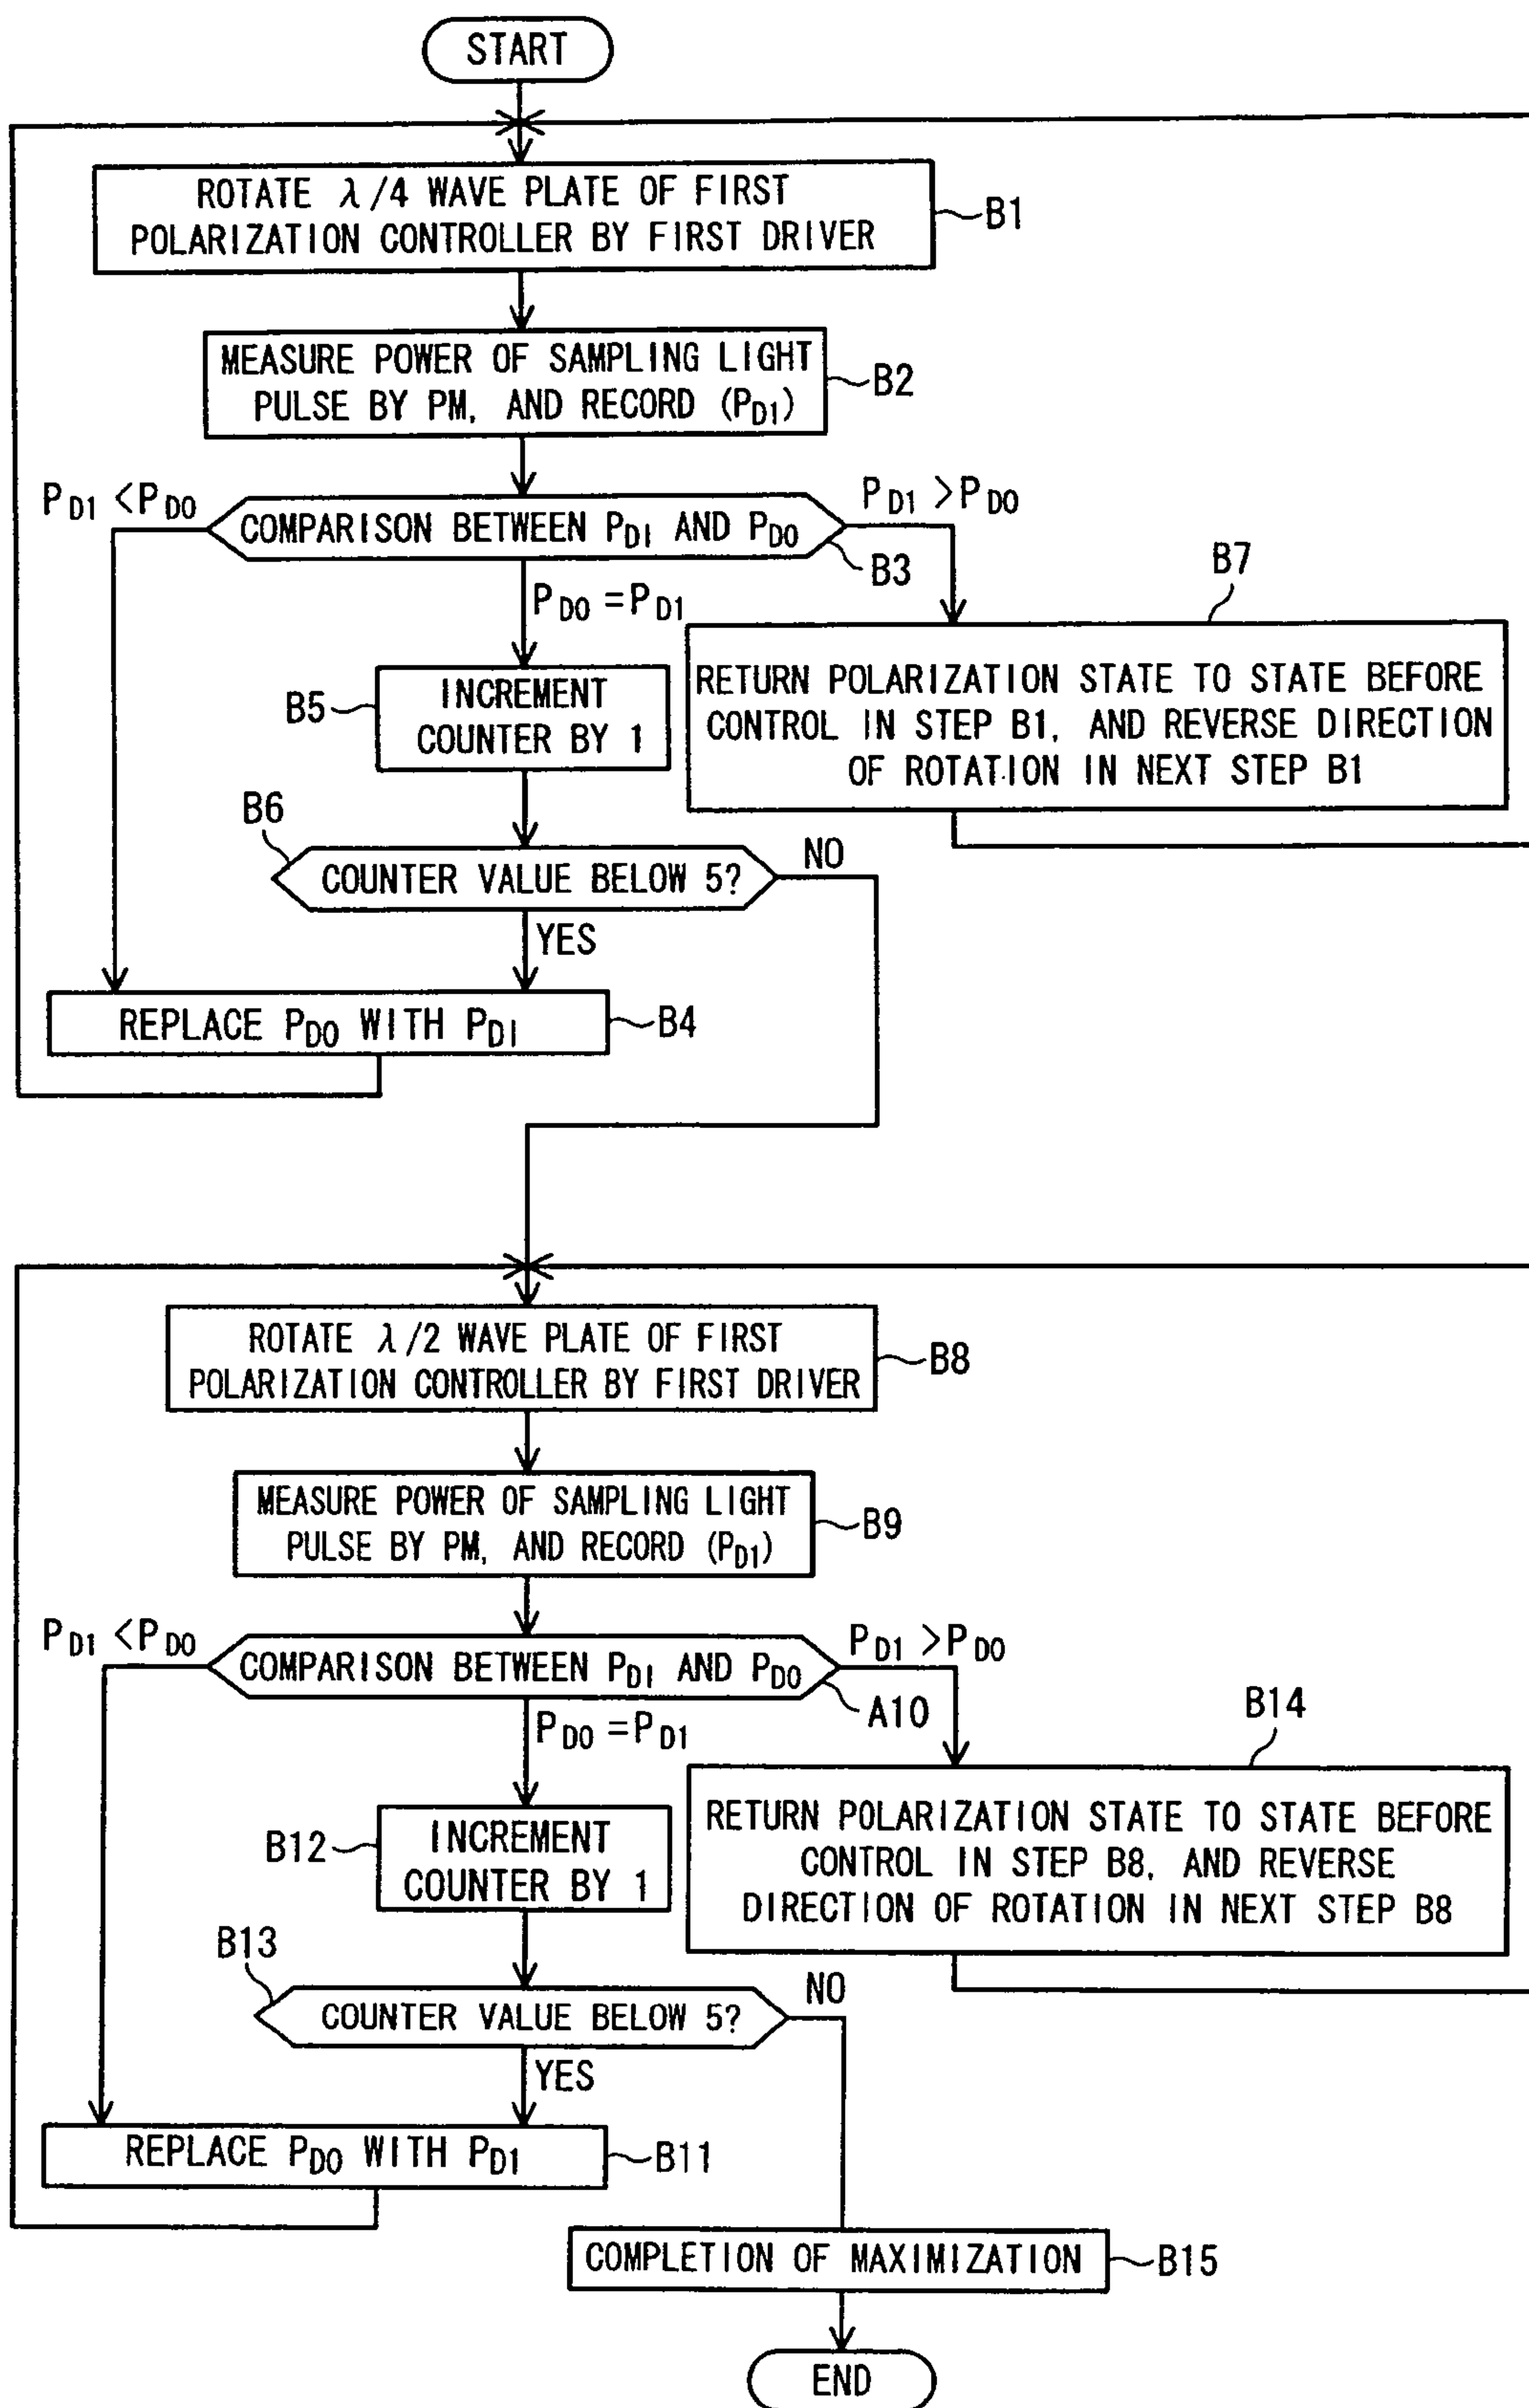 START
ROTATE λ/4 WAVE PLATE OF FIRST
POLARIZATION CONTROLLER BY FIRST DRIVER
B1
MEASURE POWER OF SAMPLING LIGHT
PULSE BY PM, AND RECORD (PD1)
B2
PD1 <PD0
PD1 >PD0
COMPARISON BETWEEN PD1 AND PD0
B3
PD0 =PD1
B7
RETURN POLARIZATION STATE TO STATE BEFORE
CONTROL IN STEP B1, AND REVERSE DIRECTION
OF ROTATION IN NEXT STEP B1
B5
INCREMENT
COUNTER BY 1
B6
COUNTER VALUE BELOW 5?
NO
YES
REPLACE PD0 WITH PD1
B4
ROTATE λ/2 WAVE PLATE OF FIRST
POLARIZATION CONTROLLER BY FIRST DRIVER
B8
MEASURE POWER OF SAMPLING LIGHT
PULSE BY PM, AND RECORD (PD1)
B9
PD1 <PD0
PD1 >PD0
COMPARISON BETWEEN PD1 AND PD0
A10
PD0 =PD1
B14
RETURN POLARIZATION STATE TO STATE BEFORE
CONTROL IN STEP B8, AND REVERSE
DIRECTION OF ROTATION IN NEXT STEP B8
B12
INCREMENT
COUNTER BY 1
B13
COUNTER VALUE BELOW 5?
NO
YES
REPLACE PD0 WITH PD1
B11
COMPLETION OF MAXIMIZATION
B15
END